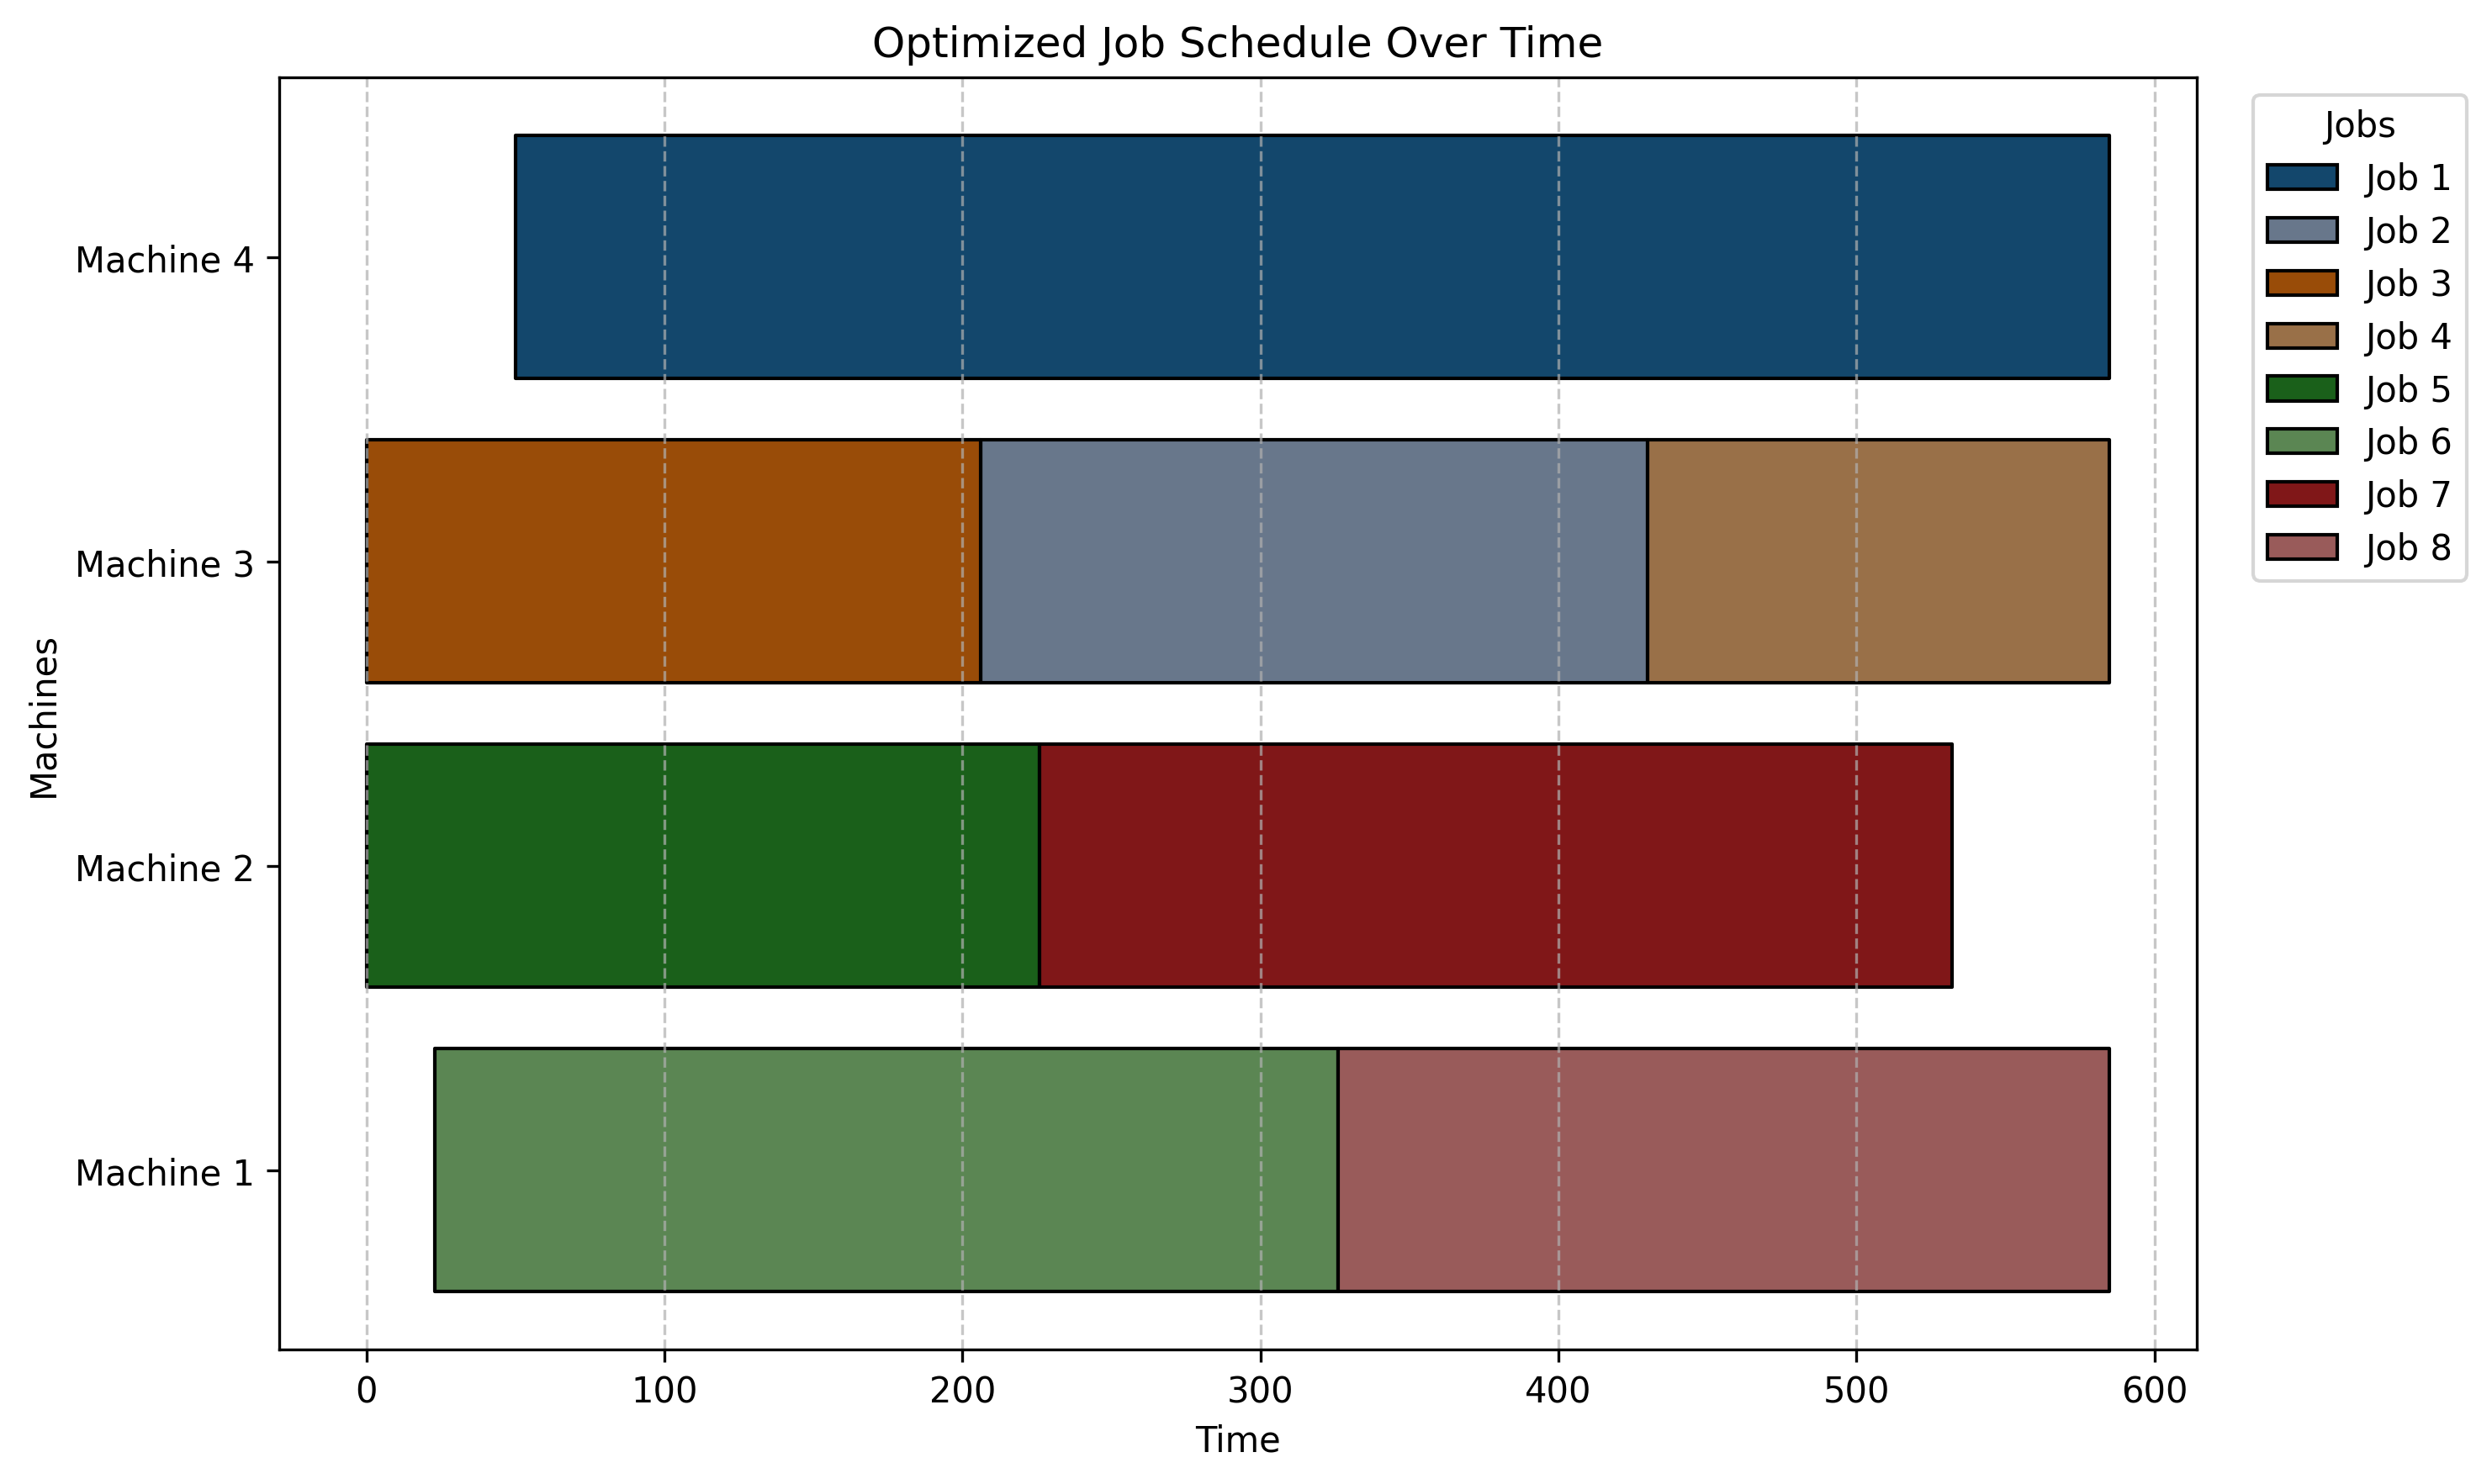 Optimized Job Schedule Over Time
Machines
Machine 4
Machine 3
Machine 2
Machine 1
0 100 200 300 400 500 600
Time
Jobs
Job 1
Job 2
Job 3
Job 4
Job 5
Job 6
Job 7
Job 8